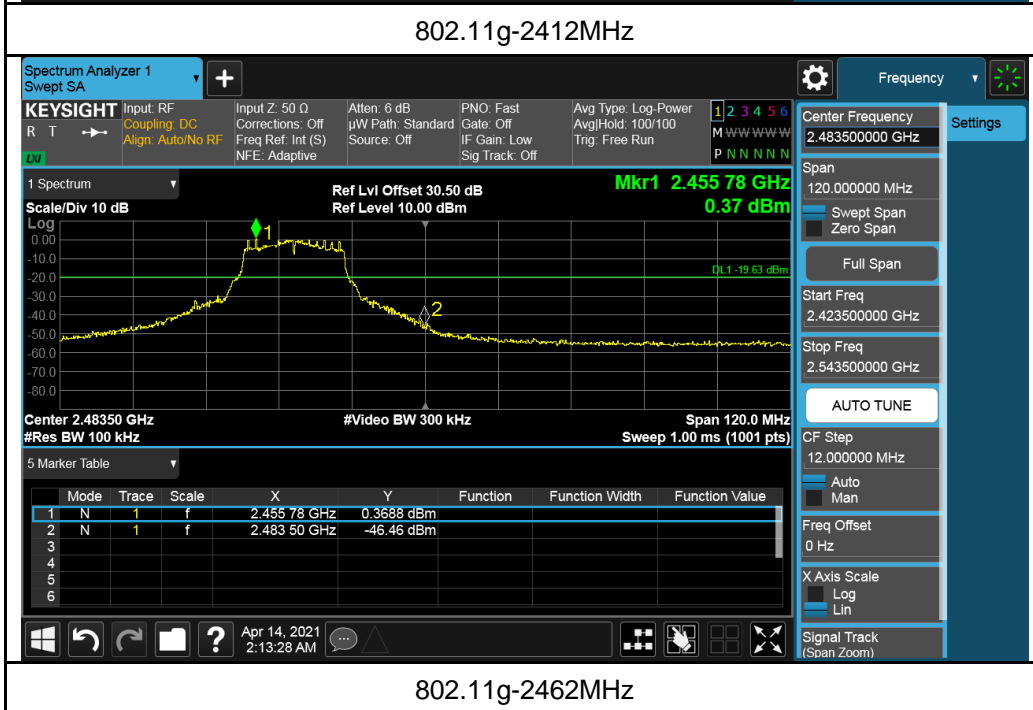 802.11g-2412MHz
Spectrum Analyzer 1
Swept SA
Frequency
KEYSIGHT
R T
LXI
Input: RF
Coupling: DC
Align: Auto/No RF
Input Z: 50 Ω
Corrections: Off
Freq Ref: Int (S)
NFE: Adaptive
Atten: 6 dB
µW Path: Standard
Source: Off
PNO: Fast
Gate: Off
IF Gain: Low
Sig Track: Off
Avg Type: Log-Power
Avg|Hold: 100/100
Trig: Free Run
1 2 3 4 5 6
M W W W W W
P N N N N N
1 Spectrum
Scale/Div 10 dB
Ref Lvl Offset 30.50 dB
Ref Level 10.00 dBm
Mkr1 2.455 78 GHz
0.37 dBm
Log
0.00
-10.0
-20.0
-30.0
-40.0
-50.0
-60.0
-70.0
-80.0
1
2
DL1 -19.63 dBm
Center 2.48350 GHz
#Res BW 100 kHz
#Video BW 300 kHz
Span 120.0 MHz
Sweep 1.00 ms (1001 pts)
5 Marker Table
Mode Trace Scale X Y Function Function Width Function Value
1 N 1 f 2.455 78 GHz 0.3688 dBm
2 N 1 f 2.483 50 GHz -46.46 dBm
3
4
5
6
Apr 14, 2021
2:13:28 AM
Center Frequency
2.483500000 GHz
Settings
Span
120.000000 MHz
Swept Span
Zero Span
Full Span
Start Freq
2.423500000 GHz
Stop Freq
2.543500000 GHz
AUTO TUNE
CF Step
12.000000 MHz
Auto
Man
Freq Offset
0 Hz
X Axis Scale
Log
Lin
Signal Track
(Span Zoom)
802.11g-2462MHz